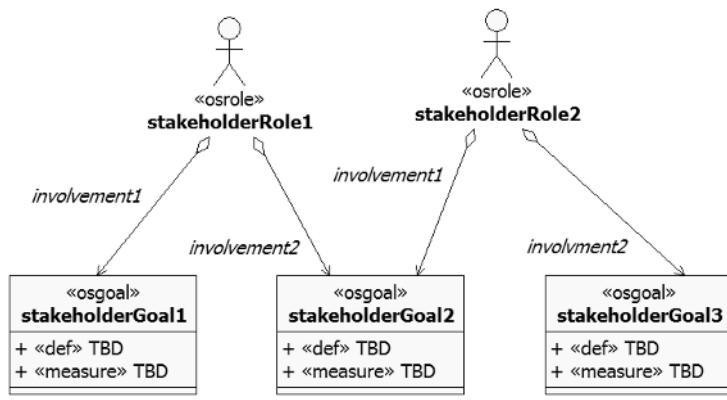 «osrole»
stakeholderRole1
«osrole»
stakeholderRole2
involvement1
involvement1
involvement2
involvment2
«osgoal»
stakeholderGoal1
+ «def» TBD
+ «measure» TBD
«osgoal»
stakeholderGoal2
+ «def» TBD
+ «measure» TBD
«osgoal»
stakeholderGoal3
+ «def» TBD
+ «measure» TBD